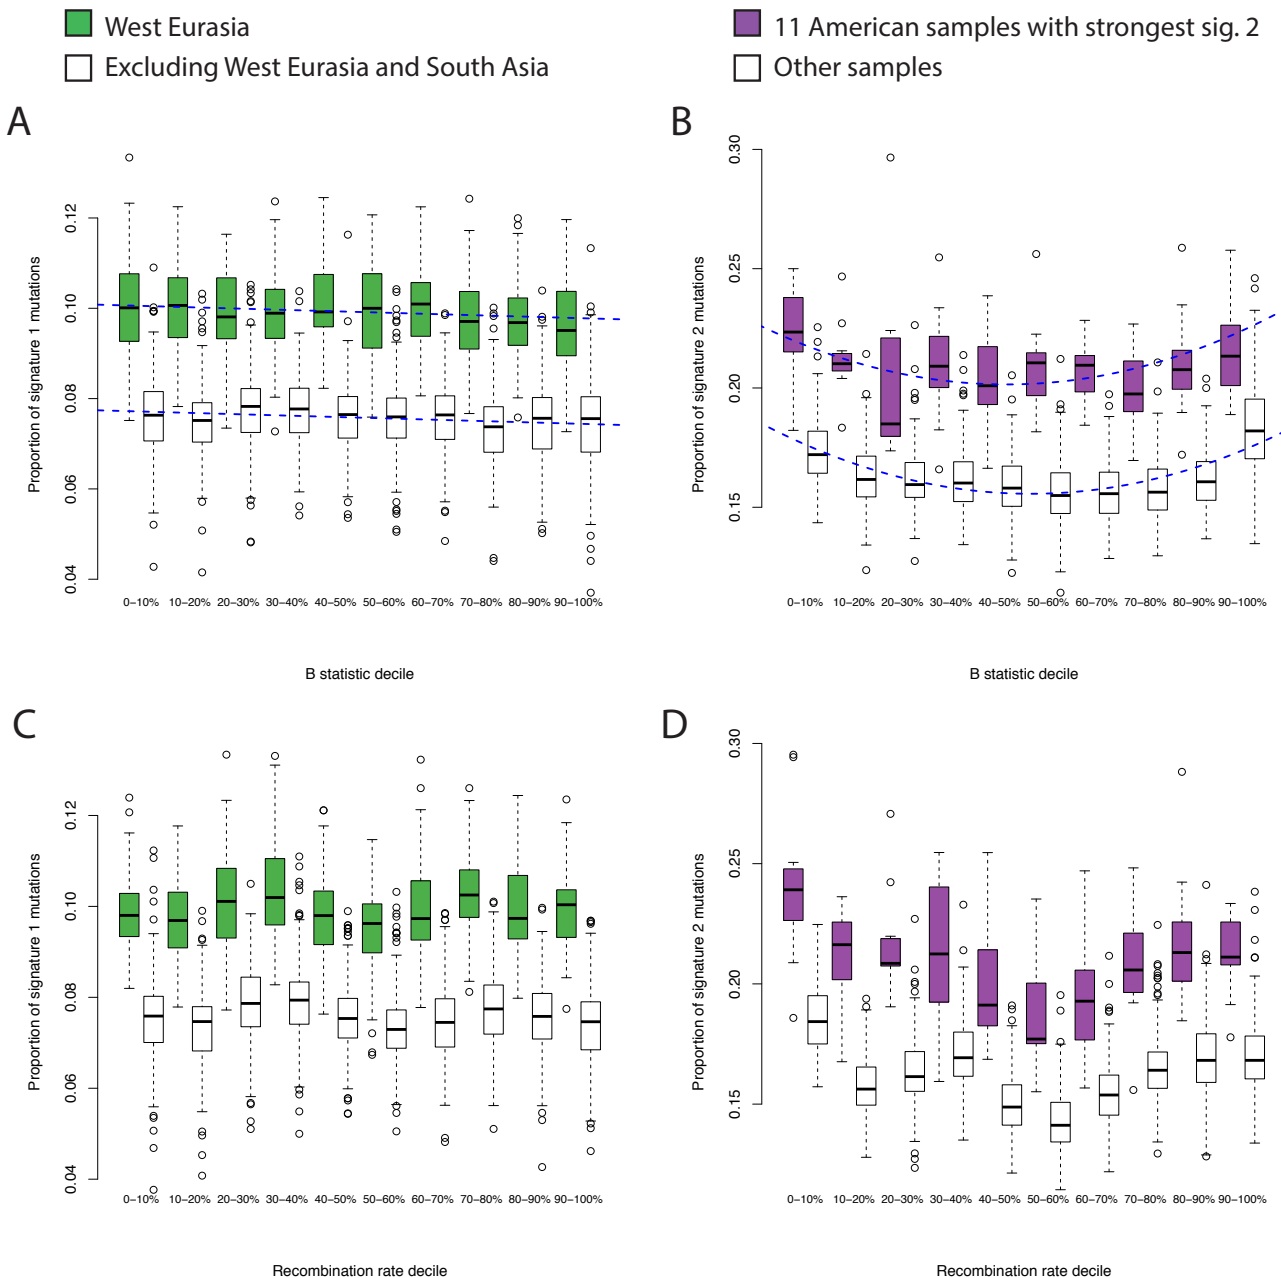 West Eurasia
Excluding West Eurasia and South Asia
11 American samples with strongest sig. 2
Other samples
A
Proportion of signature 1 mutations
0.04 0.06 0.08 0.10 0.12
0−10% 10−20% 20−30% 30−40% 40−50% 50−60% 60−70% 70−80% 80−90% 90−100%
B statistic decile
B
Proportion of signature 2 mutations
0.15 0.20 0.25 0.30
0−10% 10−20% 20−30% 30−40% 40−50% 50−60% 60−70% 70−80% 80−90% 90−100%
B statistic decile
C
Proportion of signature 1 mutations
0.04 0.06 0.08 0.10 0.12
0−10% 10−20% 20−30% 30−40% 40−50% 50−60% 60−70% 70−80% 80−90% 90−100%
Recombination rate decile
D
Proportion of signature 2 mutations
0.15 0.20 0.25 0.30
0−10% 10−20% 20−30% 30−40% 40−50% 50−60% 60−70% 70−80% 80−90% 90−100%
Recombination rate decile